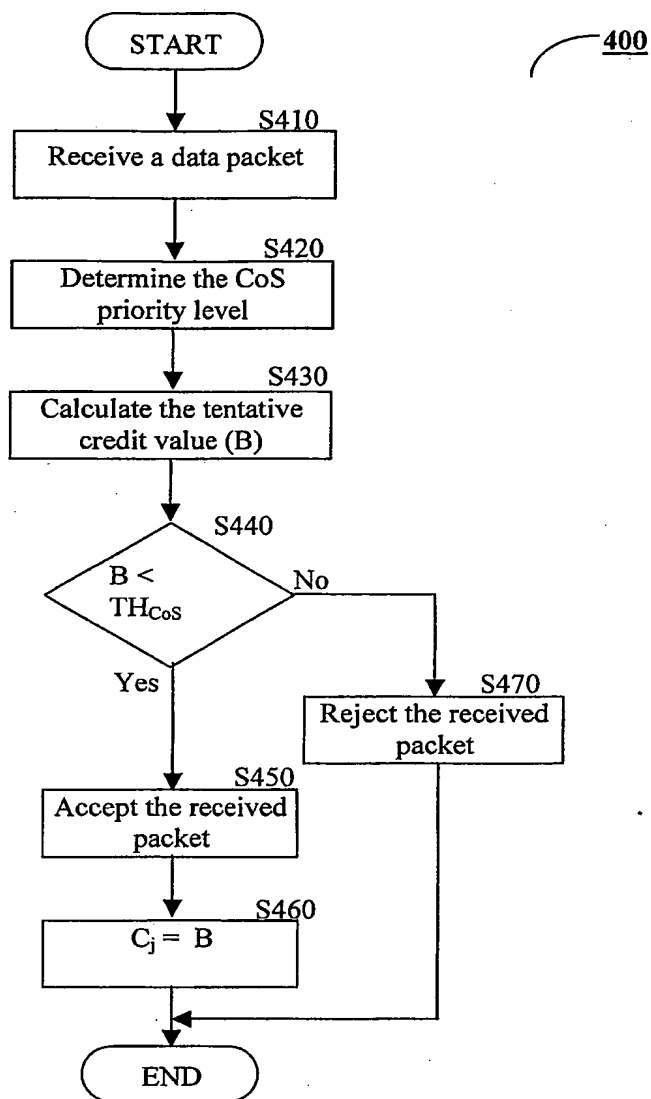 START
400
S410
Receive a data packet
S420
Determine the CoS
priority level
S430
Calculate the tentative
credit value (B)
S440
B <
TH_CoS
No
Yes
S470
Reject the received
packet
S450
Accept the received
packet
S460
C_j = B
END